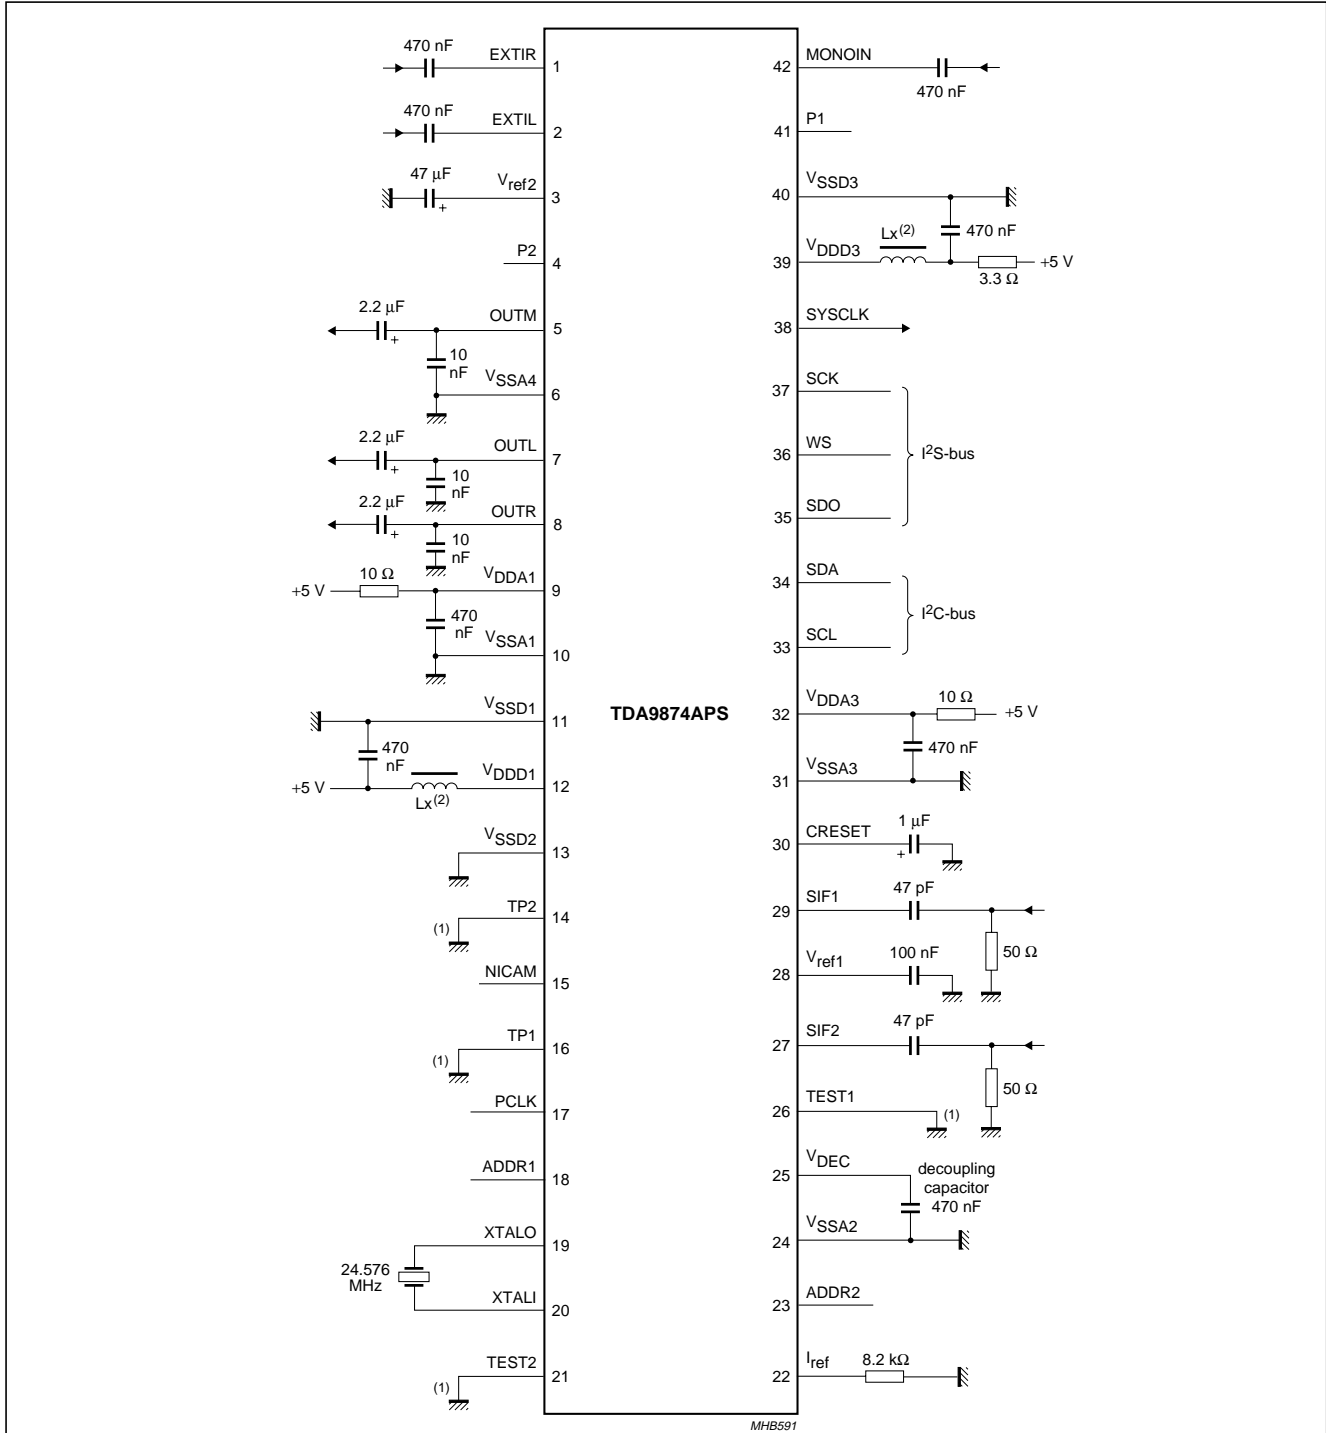 470 nF
EXTIR
1
470 nF
EXTIL
2
47 μF
+
Vref2
3
P2
4
2.2 μF
+
OUTM
5
10
nF
VSSA4
6
2.2 μF
+
OUTL
7
10
nF
2.2 μF
+
OUTR
8
10
nF
+5 V
10 Ω
VDDA1
9
470
nF
VSSA1
10
VSSD1
11
470
nF
+5 V
Lx(2)
VDDD1
12
VSSD2
13
TP2
(1)
14
NICAM
15
TP1
(1)
16
PCLK
17
ADDR1
18
XTALO
19
24.576
MHz
XTALI
20
TEST2
(1)
21
TDA9874APS
42
MONOIN
470 nF
41
P1
40
VSSD3
470 nF
39
VDDD3
Lx(2)
3.3 Ω
+5 V
38
SYSCLK
37
SCK
36
WS
I2S-bus
35
SDO
34
SDA
I2C-bus
33
SCL
32
VDDA3
10 Ω
+5 V
470 nF
31
VSSA3
30
CRESET
1 μF
+
29
SIF1
47 pF
50 Ω
28
Vref1
100 nF
27
SIF2
47 pF
50 Ω
26
TEST1
(1)
25
VDEC
decoupling
capacitor
470 nF
24
VSSA2
23
ADDR2
22
Iref
8.2 kΩ
MHB591